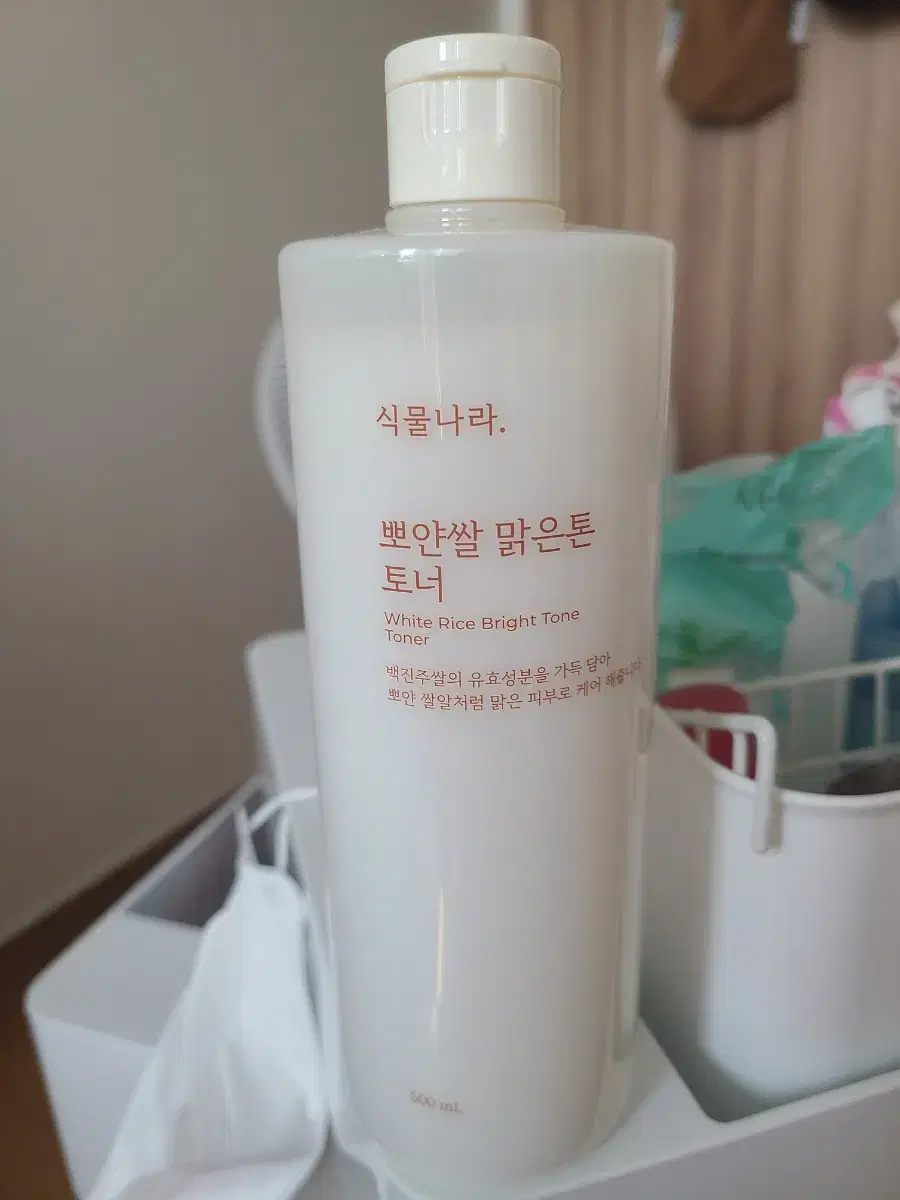 식물나라.
뽀얀쌀 맑은톤
토너
White Rice Bright Tone
Toner
백진주쌀의 유효성분을 가득 담아
뽀얀 쌀알처럼 맑은 피부로 케어 해줍니다
500 mL